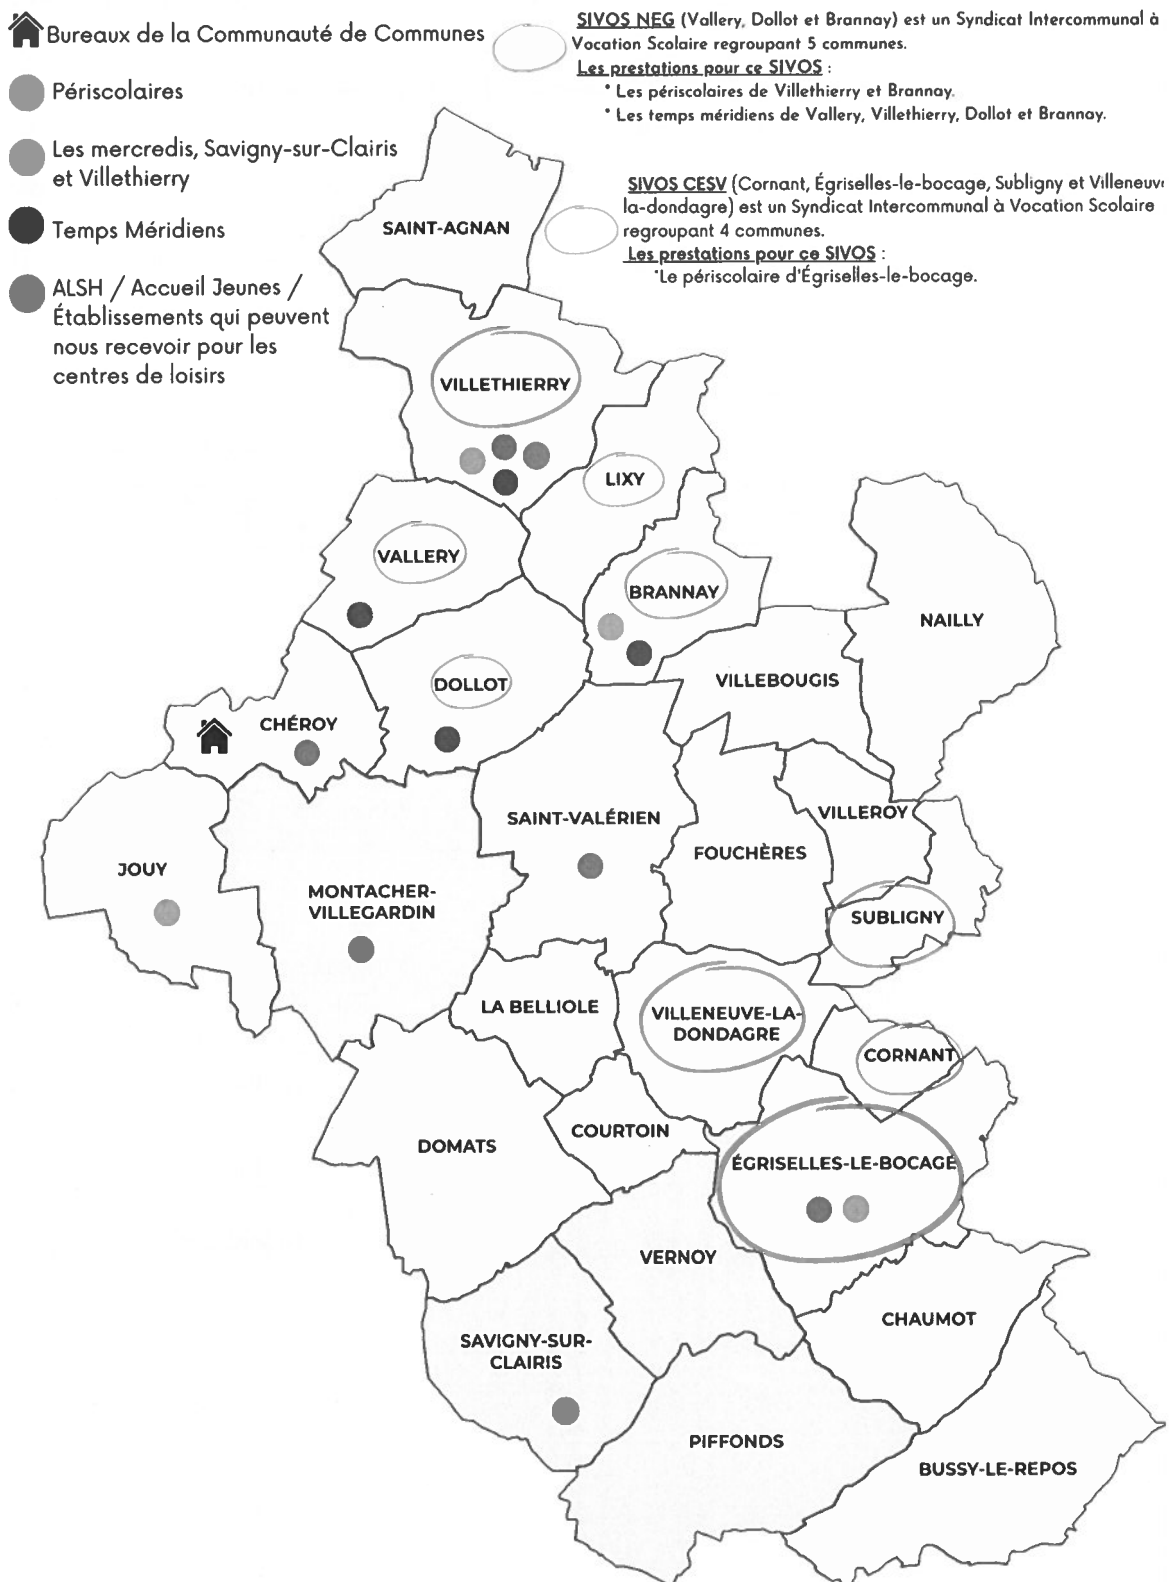 Bureaux de la Communauté de Communes
Périscolaires
Les mercredis, Savigny-sur-Clairis
et Villethierry
Temps Méridiens
ALSH / Accueil Jeunes /
Établissements qui peuvent
nous recevoir pour les
centres de loisirs
SIVOS NEG (Vallery, Dollot et Brannay) est un Syndicat Intercommunal à
Vocation Scolaire regroupant 5 communes.
Les prestations pour ce SIVOS :
* Les périscolaires de Villethierry et Brannay.
* Les temps méridiens de Vallery, Villethierry, Dollot et Brannay.
SIVOS CESV (Cornant, Égriselles-le-bocage, Subligny et Villeneuv
la-dondagre) est un Syndicat Intercommunal à Vocation Scolaire
regroupant 4 communes.
Les prestations pour ce SIVOS :
*Le périscolaire d'Égriselles-le-bocage.
SAINT-AGNAN
VILLETHIERRY
LIXY
VALLERY
BRANNAY
NAILLY
DOLLOT
VILLEBOUGIS
CHÉROY
SAINT-VALÉRIEN
VILLEROY
FOUCHÈRES
JOUY
MONTACHER-
VILLEGARDIN
SUBLIGNY
LA BELLIOLE
VILLENEUVE-LA-
DONDAGRE
CORNANT
COURTOIN
DOMATS
ÉGRISELLES-LE-BOCAGE
VERNOY
CHAUMOT
SAVIGNY-SUR-
CLAIRIS
PIFFONDS
BUSSY-LE-REPOS